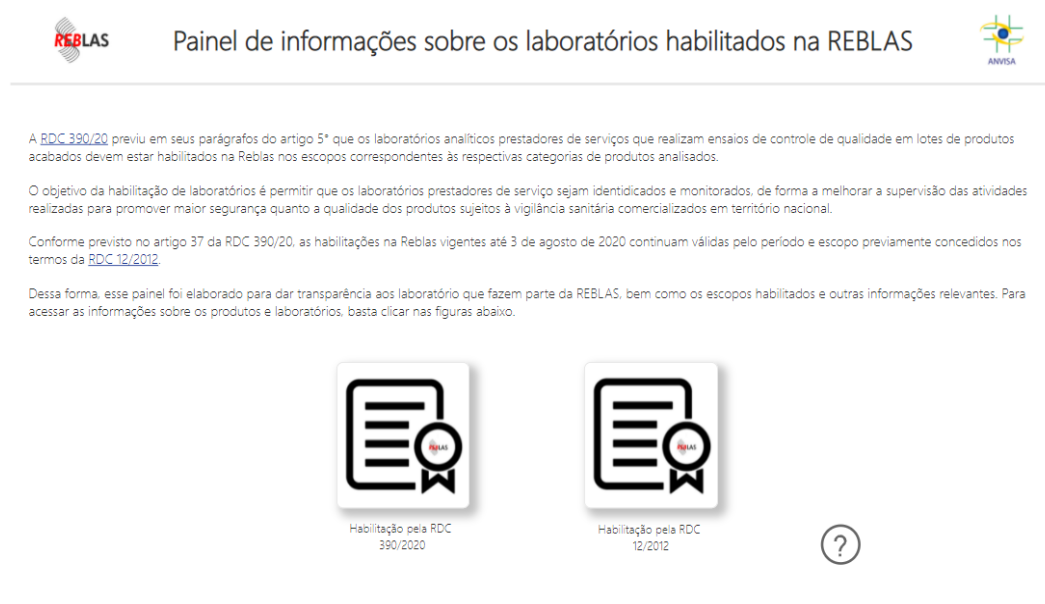 REBLAS
Painel de informações sobre os laboratórios habilitados na REBLAS
ANVISA
A RDC 390/20 previu em seus parágrafos do artigo 5° que os laboratórios analíticos prestadores de serviços que realizam ensaios de controle de qualidade em lotes de produtos
acabados devem estar habilitados na Reblas nos escopos correspondentes às respectivas categorias de produtos analisados.
O objetivo da habilitação de laboratórios é permitir que os laboratórios prestadores de serviço sejam identidicados e monitorados, de forma a melhorar a supervisão das atividades
realizadas para promover maior segurança quanto a qualidade dos produtos sujeitos à vigilância sanitária comercializados em território nacional.
Conforme previsto no artigo 37 da RDC 390/20, as habilitações na Reblas vigentes até 3 de agosto de 2020 continuam válidas pelo período e escopo previamente concedidos nos
termos da RDC 12/2012.
Dessa forma, esse painel foi elaborado para dar transparência aos laboratório que fazem parte da REBLAS, bem como os escopos habilitados e outras informações relevantes. Para
acessar as informações sobre os produtos e laboratórios, basta clicar nas figuras abaixo.
REBLAS
REBLAS
Habilitação pela RDC
390/2020
Habilitação pela RDC
12/2012
?